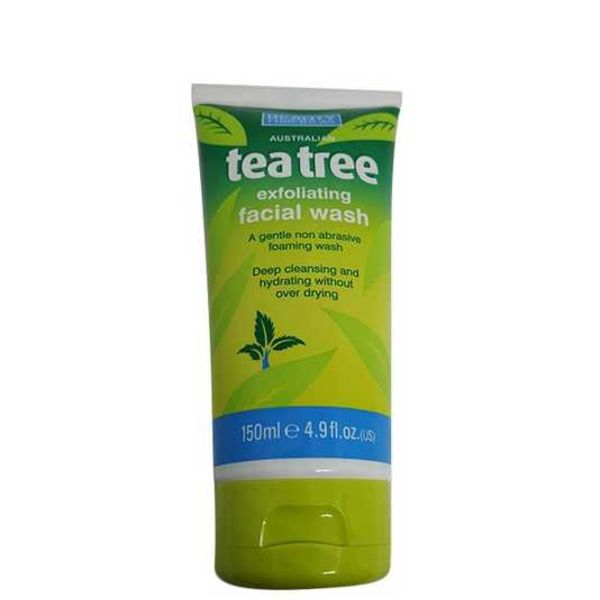 AUSTRALIAN
tea tree
exfoliating
facial wash
A gentle non abrasive
foaming wash
Deep cleansing and
hydrating without
over drying
150ml e 4.9fl.oz.(US)